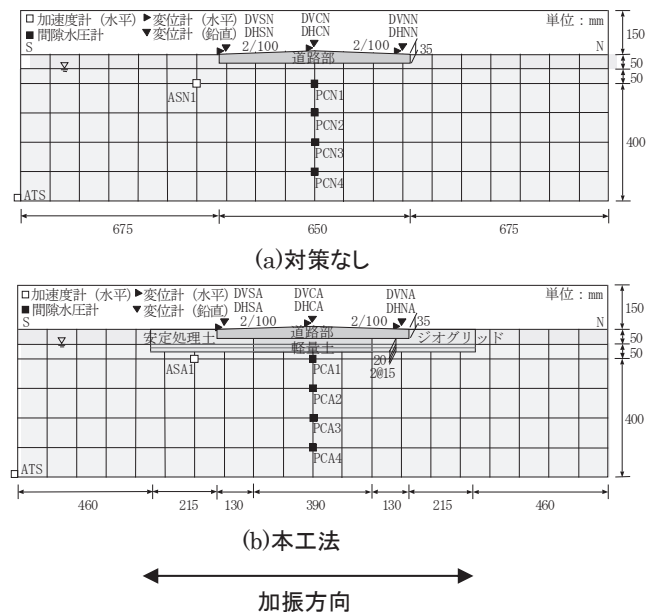 □加速度計（水平）▶変位計（水平） DVSN DVCN DVNN 単位：mm
■間隙水圧計 ▼変位計（鉛直） DHSN DHCN DHNN
S 2/100 2/100 35 N
道路部
150
50
50
ASN1 PCN1
PCN2
400
PCN3
PCN4
ATS
675 650 675
(a)対策なし
□加速度計（水平）▶変位計（水平） DVSA DVCA DVNA 単位：mm
■間隙水圧計 ▼変位計（鉛直） DHSA DHCA DHNA
S 2/100 2/100 35 N
150
安定処理土 道路部 ジオグリッド
50
軽量土
50
ASA1 PCA1 20
2@15
PCA2
400
PCA3
PCA4
ATS
460 215 130 390 130 215 460
(b)本工法
加振方向